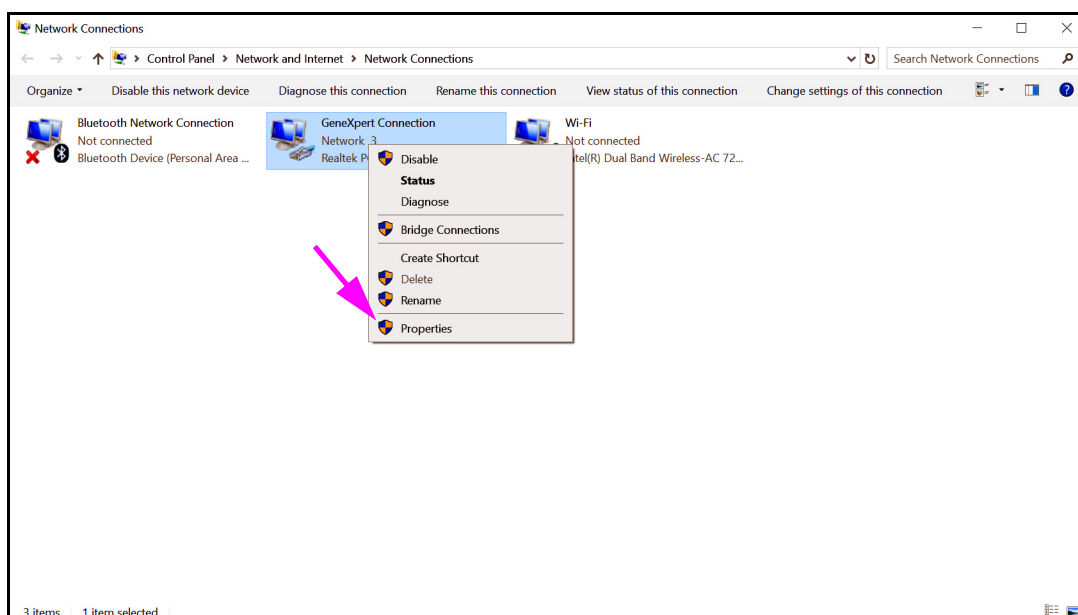 Network Connections
Control Panel > Network and Internet > Network Connections
Search Network Connections
Organize
Disable this network device
Diagnose this connection
Rename this connection
View status of this connection
Change settings of this connection
Bluetooth Network Connection
Not connected
Bluetooth Device (Personal Area ...
GeneXpert Connection
Network 3
Realtek
Wi-Fi
Not connected
Dual Band Wireless-AC 72...
Disable
Status
Diagnose
Bridge Connections
Create Shortcut
Delete
Rename
Properties
3 items
1 item selected